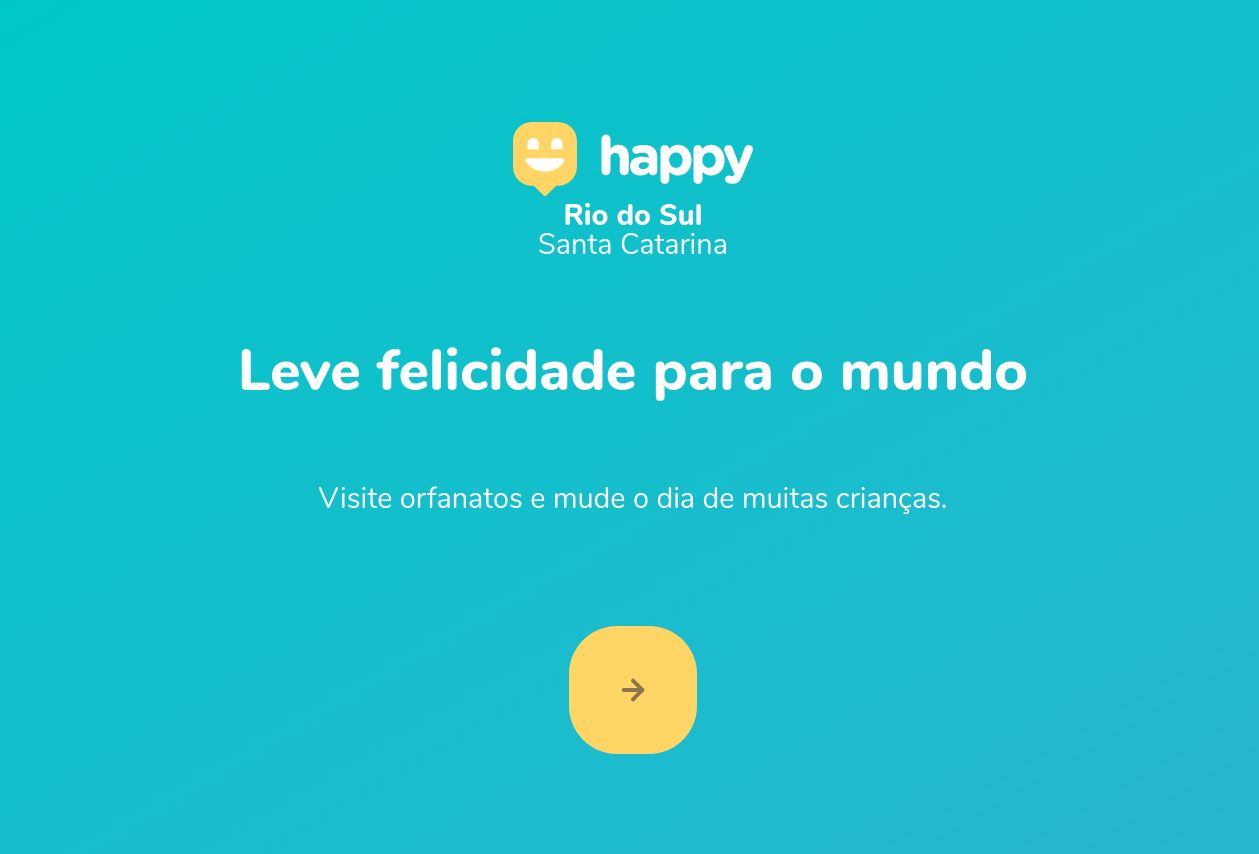 happy
Rio do Sul
Santa Catarina
Leve felicidade para o mundo
Visite orfanatos e mude o dia de muitas crianças.